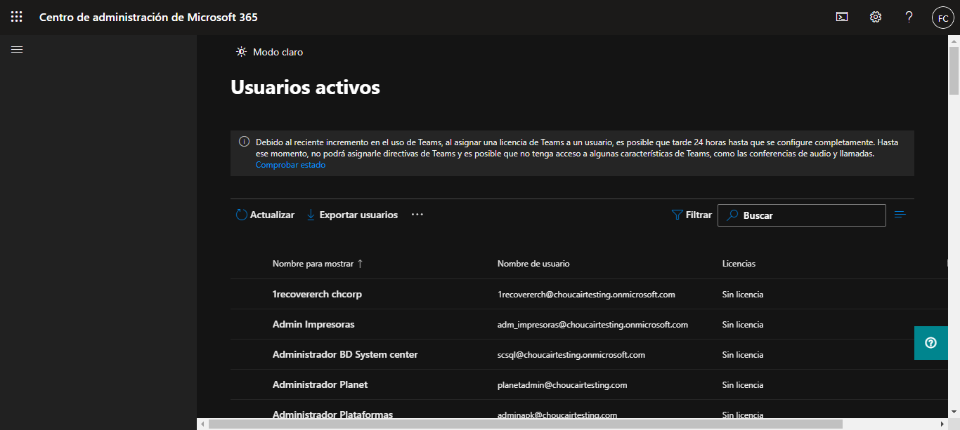 Centro de administración de Microsoft 365
FC
Modo claro
Usuarios activos
Debido al reciente incremento en el uso de Teams, al asignar una licencia de Teams a un usuario, es posible que tarde 24 horas hasta que se configure completamente. Hasta
ese momento, no podrá asignarle directivas de Teams y es posible que no tenga acceso a algunas características de Teams, como las conferencias de audio y llamadas.
Comprobar estado
Actualizar Exportar usuarios ··· Filtrar Buscar
Nombre para mostrar ↑ Nombre de usuario Licencias
1recovererch chcorp 1recovererch@choucairtesting.onmicrosoft.com Sin licencia
Admin Impresoras adm_impresoras@choucairtesting.onmicrosoft.com Sin licencia
Administrador BD System center scsql@choucairtesting.onmicrosoft.com Sin licencia
Administrador Planet planetadmin@choucairtesting.com Sin licencia
Administrador Plataformas adminapk@choucairtesting.com Sin licencia